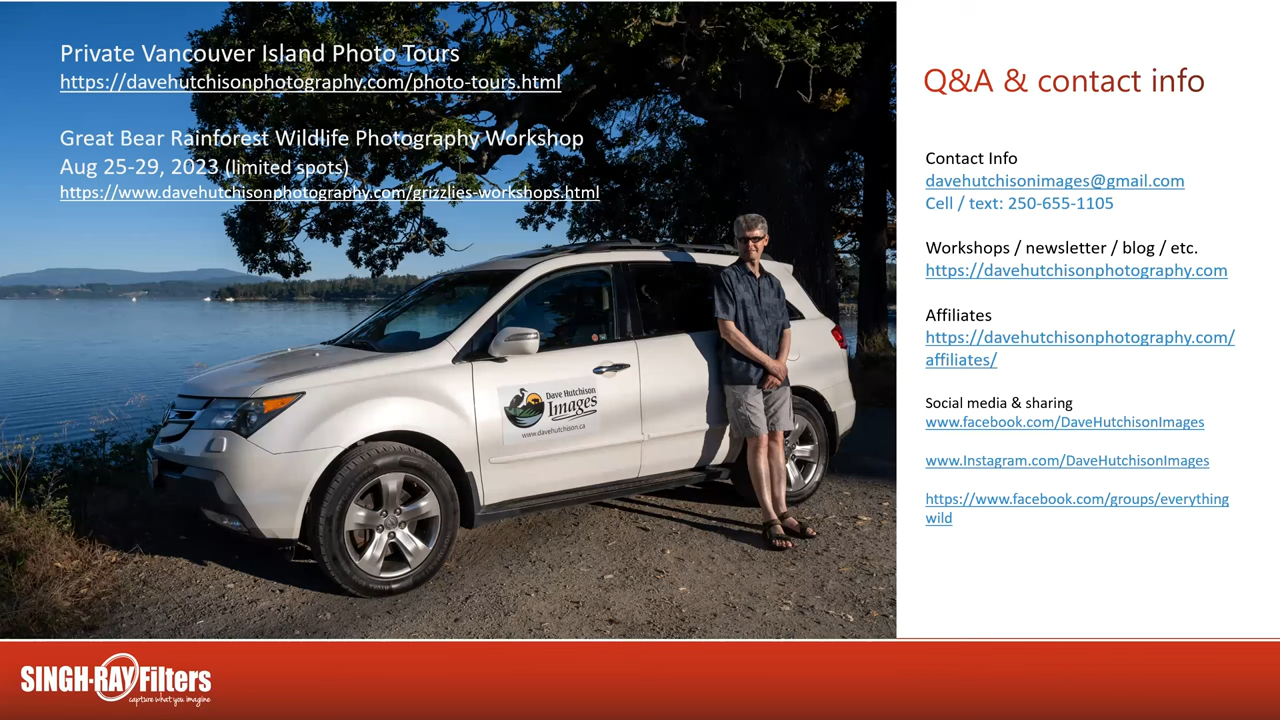 Private Vancouver Island Photo Tours
https://davehutchisonphotography.com/photo-tours.html
Great Bear Rainforest Wildlife Photography Workshop
Aug 25-29, 2023 (limited spots)
https://www.davehutchisonphotography.com/grizzlies-workshops.html
Dave Hutchison
Images
www.davehutchison.ca
Q&A & contact info
Contact Info
davehutchisonimages@gmail.com
Cell / text: 250-655-1105
Workshops / newsletter / blog / etc.
https://davehutchisonphotography.com
Affiliates
https://davehutchisonphotography.com/
affiliates/
Social media & sharing
www.facebook.com/DaveHutchisonImages
www.Instagram.com/DaveHutchisonImages
https://www.facebook.com/groups/everything
wild
SINGH-RAY Filters
capture what you imagine